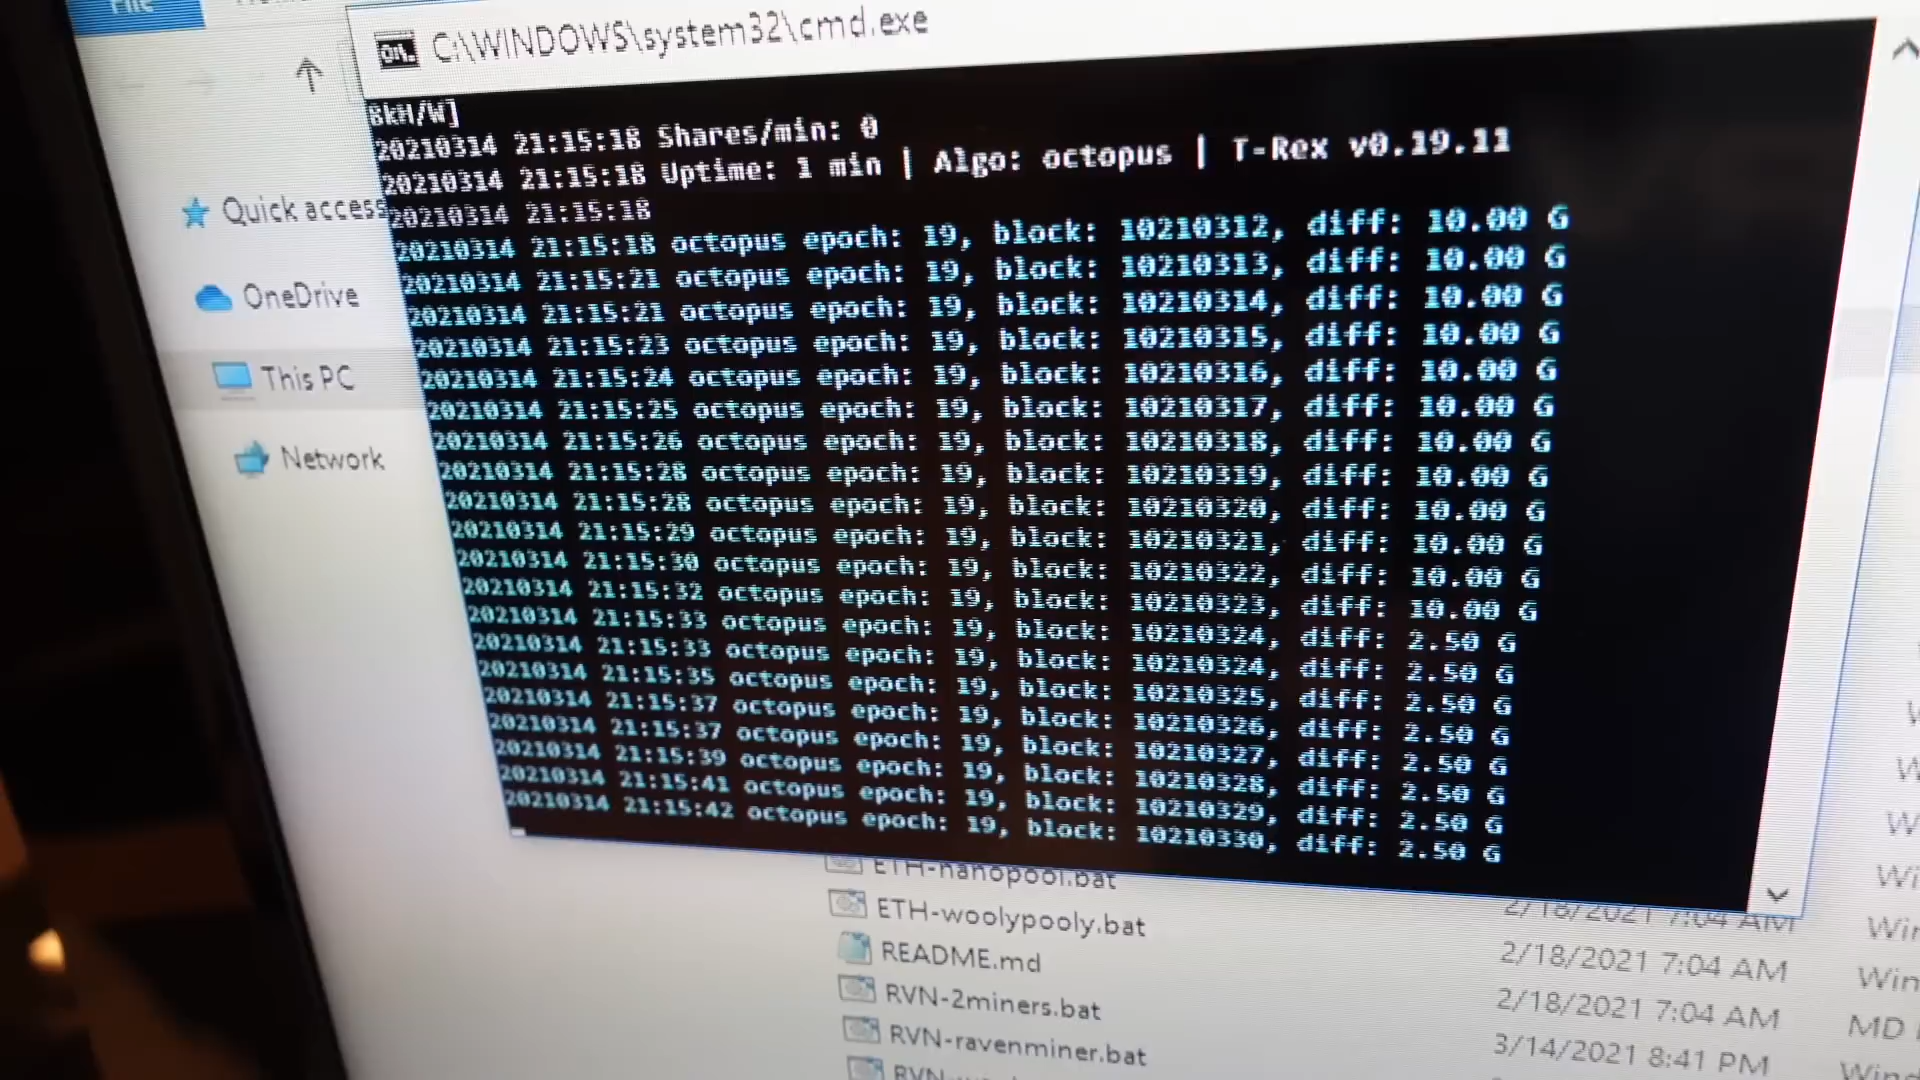 File
C:\WINDOWS\system32\cmd.exe
8kH/W]
20210314 21:15:18 Shares/min: 0
20210314 21:15:18 Uptime: 1 min | Algo: octopus | T-Rex v0.19.11
20210314 21:15:18
20210314 21:15:18 octopus epoch: 19, block: 10210312, diff: 10.00 G
20210314 21:15:21 octopus epoch: 19, block: 10210313, diff: 10.00 G
20210314 21:15:21 octopus epoch: 19, block: 10210314, diff: 10.00 G
20210314 21:15:23 octopus epoch: 19, block: 10210315, diff: 10.00 G
20210314 21:15:24 octopus epoch: 19, block: 10210316, diff: 10.00 G
20210314 21:15:25 octopus epoch: 19, block: 10210317, diff: 10.00 G
20210314 21:15:26 octopus epoch: 19, block: 10210318, diff: 10.00 G
20210314 21:15:28 octopus epoch: 19, block: 10210319, diff: 10.00 G
20210314 21:15:28 octopus epoch: 19, block: 10210320, diff: 10.00 G
20210314 21:15:29 octopus epoch: 19, block: 10210321, diff: 10.00 G
20210314 21:15:30 octopus epoch: 19, block: 10210322, diff: 10.00 G
20210314 21:15:32 octopus epoch: 19, block: 10210323, diff: 10.00 G
20210314 21:15:33 octopus epoch: 19, block: 10210324, diff: 2.50 G
20210314 21:15:33 octopus epoch: 19, block: 10210324, diff: 2.50 G
20210314 21:15:35 octopus epoch: 19, block: 10210325, diff: 2.50 G
20210314 21:15:37 octopus epoch: 19, block: 10210326, diff: 2.50 G
20210314 21:15:37 octopus epoch: 19, block: 10210327, diff: 2.50 G
20210314 21:15:39 octopus epoch: 19, block: 10210328, diff: 2.50 G
20210314 21:15:41 octopus epoch: 19, block: 10210329, diff: 2.50 G
20210314 21:15:42 octopus epoch: 19, block: 10210330, diff: 2.50 G
Quick access
OneDrive
This PC
Network
ETH-nanopool.bat 2/18/2021 7:04 AM
ETH-woolypooly.bat 2/18/2021 7:04 AM
README.md 2/18/2021 7:04 AM MD
RVN-2miners.bat 3/14/2021 8:41 PM
RVN-ravenminer.bat